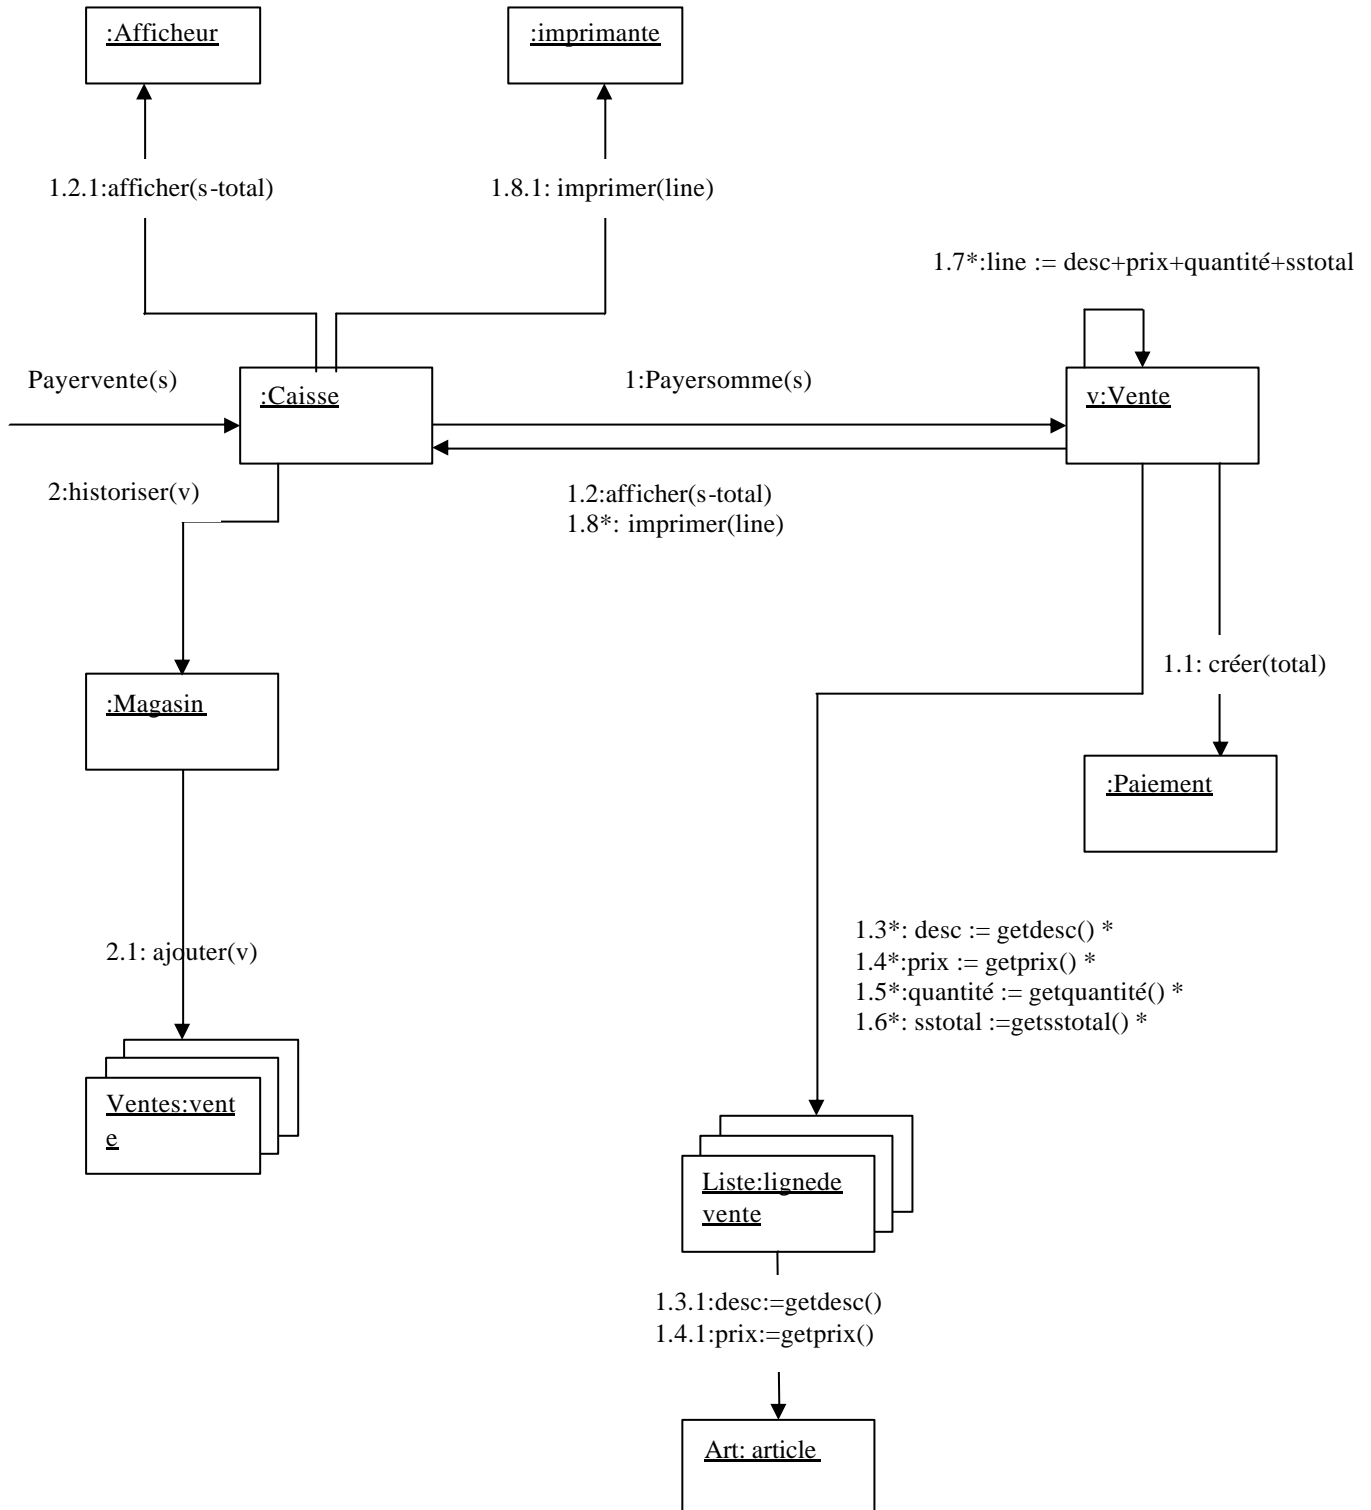 :Afficheur
:imprimante
1.2.1:afficher(s-total)
1.8.1: imprimer(line)
1.7*:line := desc+prix+quantité+sstotal
Payervente(s)
:Caisse
1:Payersomme(s)
v:Vente
2:historiser(v)
1.2:afficher(s-total)
1.8*: imprimer(line)
:Magasin
1.1: créer(total)
:Paiement
2.1: ajouter(v)
1.3*: desc := getdesc() *
1.4*:prix := getprix() *
1.5*:quantité := getquantité() *
1.6*: sstotal :=getsstotal() *
Ventes:vent
e
Liste:lignede
vente
1.3.1:desc:=getdesc()
1.4.1:prix:=getprix()
Art: article